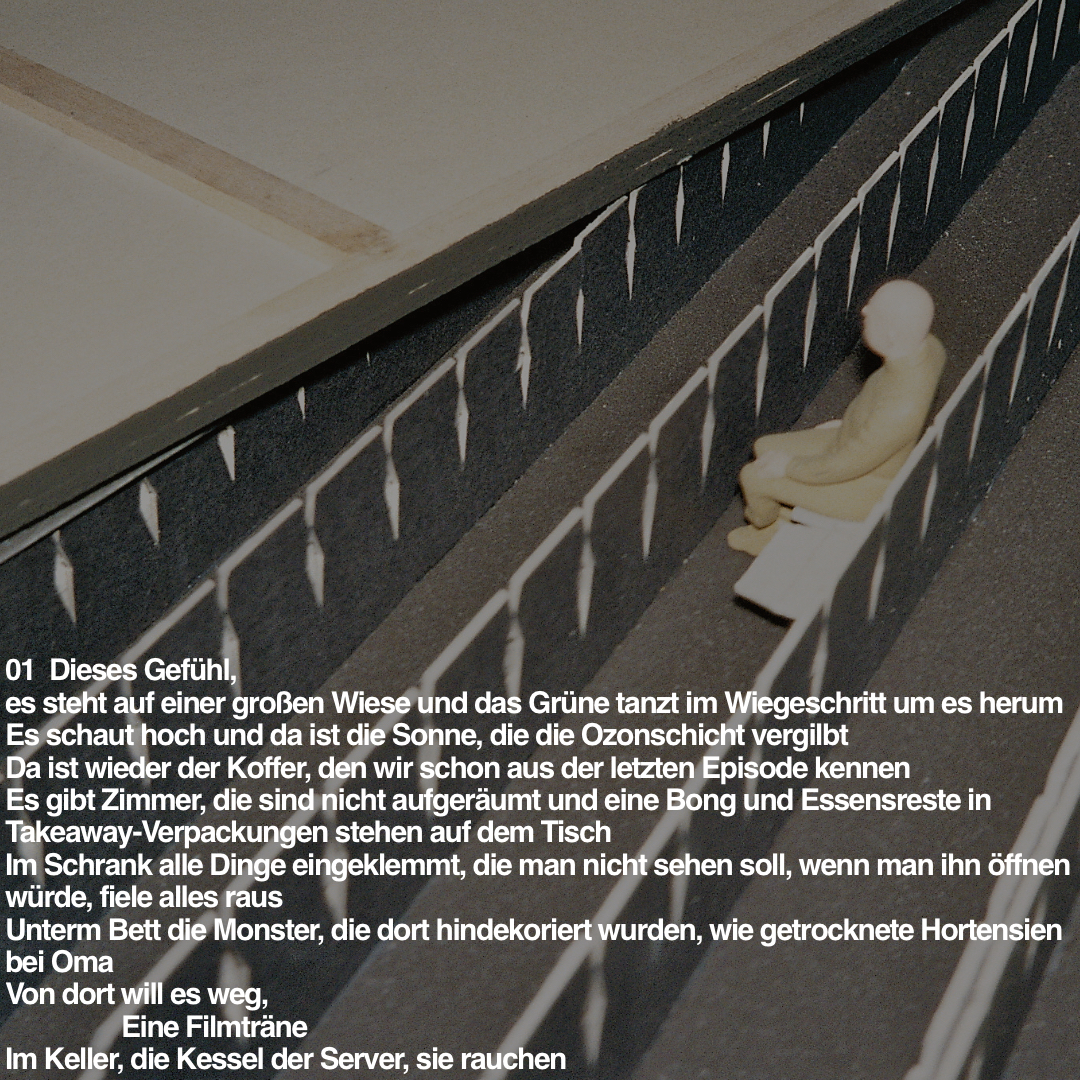 01 Dieses Gefühl,
es steht auf einer großen Wiese und das Grüne tanzt im Wiegeschritt um es herum
Es schaut hoch und da ist die Sonne, die die Ozonschicht vergilbt
Da ist wieder der Koffer, den wir schon aus der letzten Episode kennen
Es gibt Zimmer, die sind nicht aufgeräumt und eine Bong und Essensreste in
Takeaway-Verpackungen stehen auf dem Tisch
Im Schrank alle Dinge eingeklemmt, die man nicht sehen soll, wenn man ihn öffnen
würde, fiele alles raus
Unterm Bett die Monster, die dort hindekoriert wurden, wie getrocknete Hortensien
bei Oma
Von dort will es weg,
Eine Filmträne
Im Keller, die Kessel der Server, sie rauchen